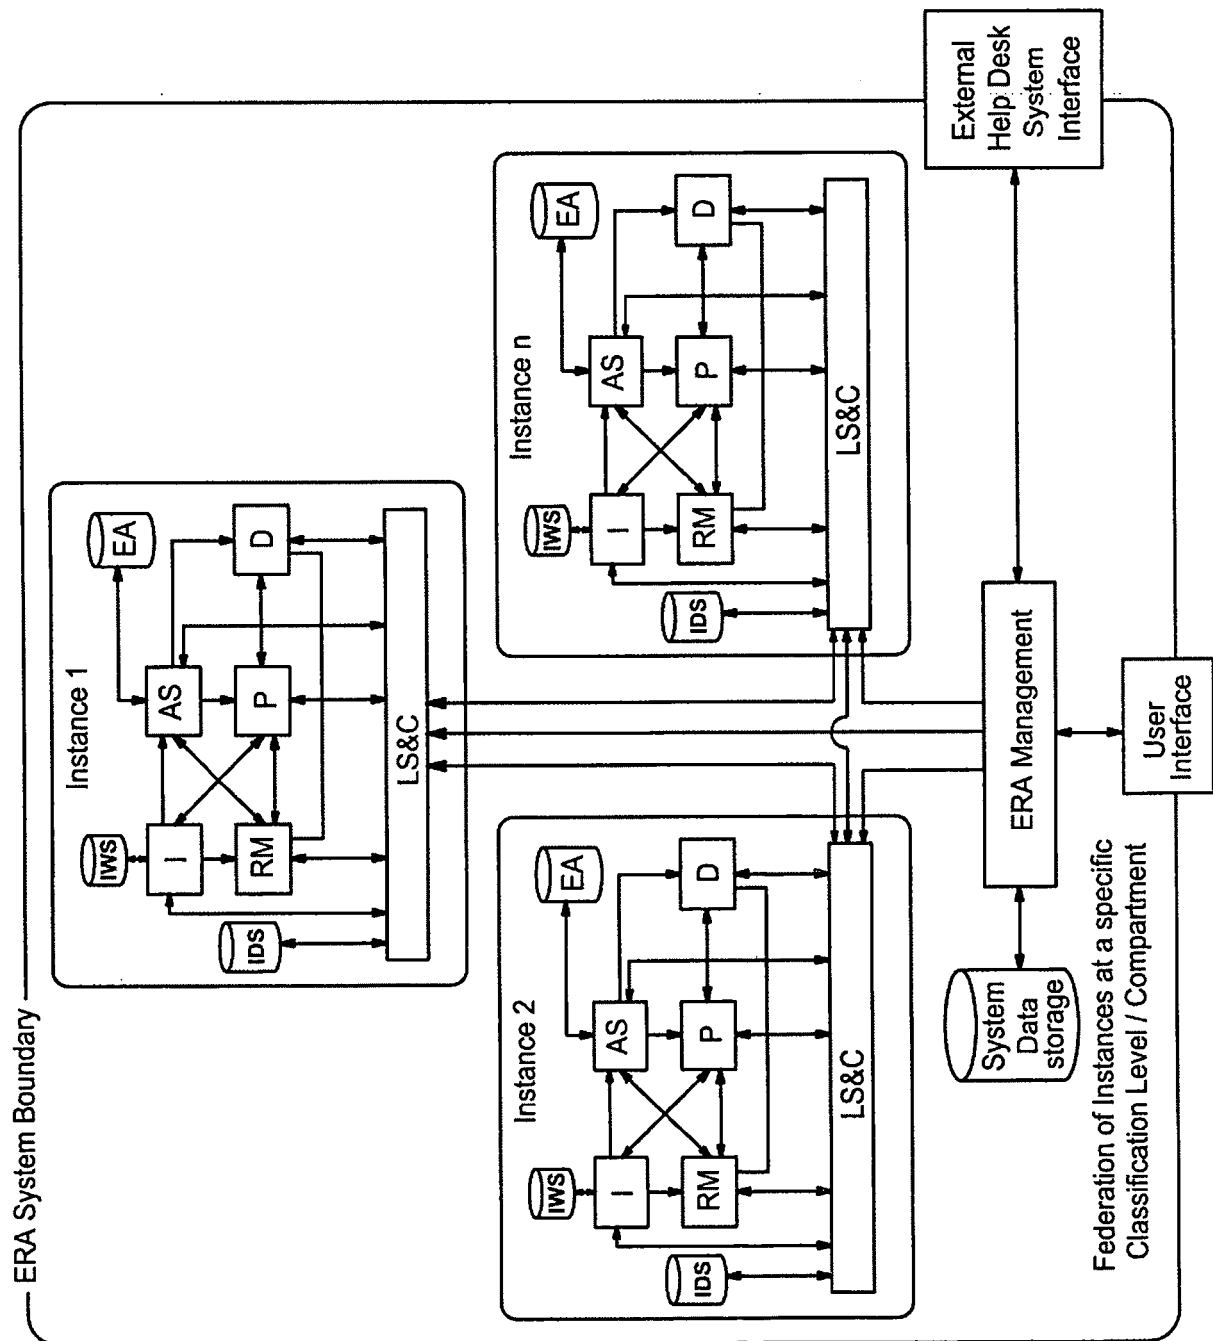 ERA System Boundary
Instance 1
IWS
EA
I
AS
RM
P
D
IDS
LS&C
Instance 2
IWS
EA
I
AS
RM
P
D
IDS
LS&C
Instance n
IWS
EA
I
AS
RM
P
D
IDS
LS&C
System
Data
storage
ERA Management
External
Help Desk
System
Interface
User
Interface
Federation of Instances at a specific
Classification Level / Compartment